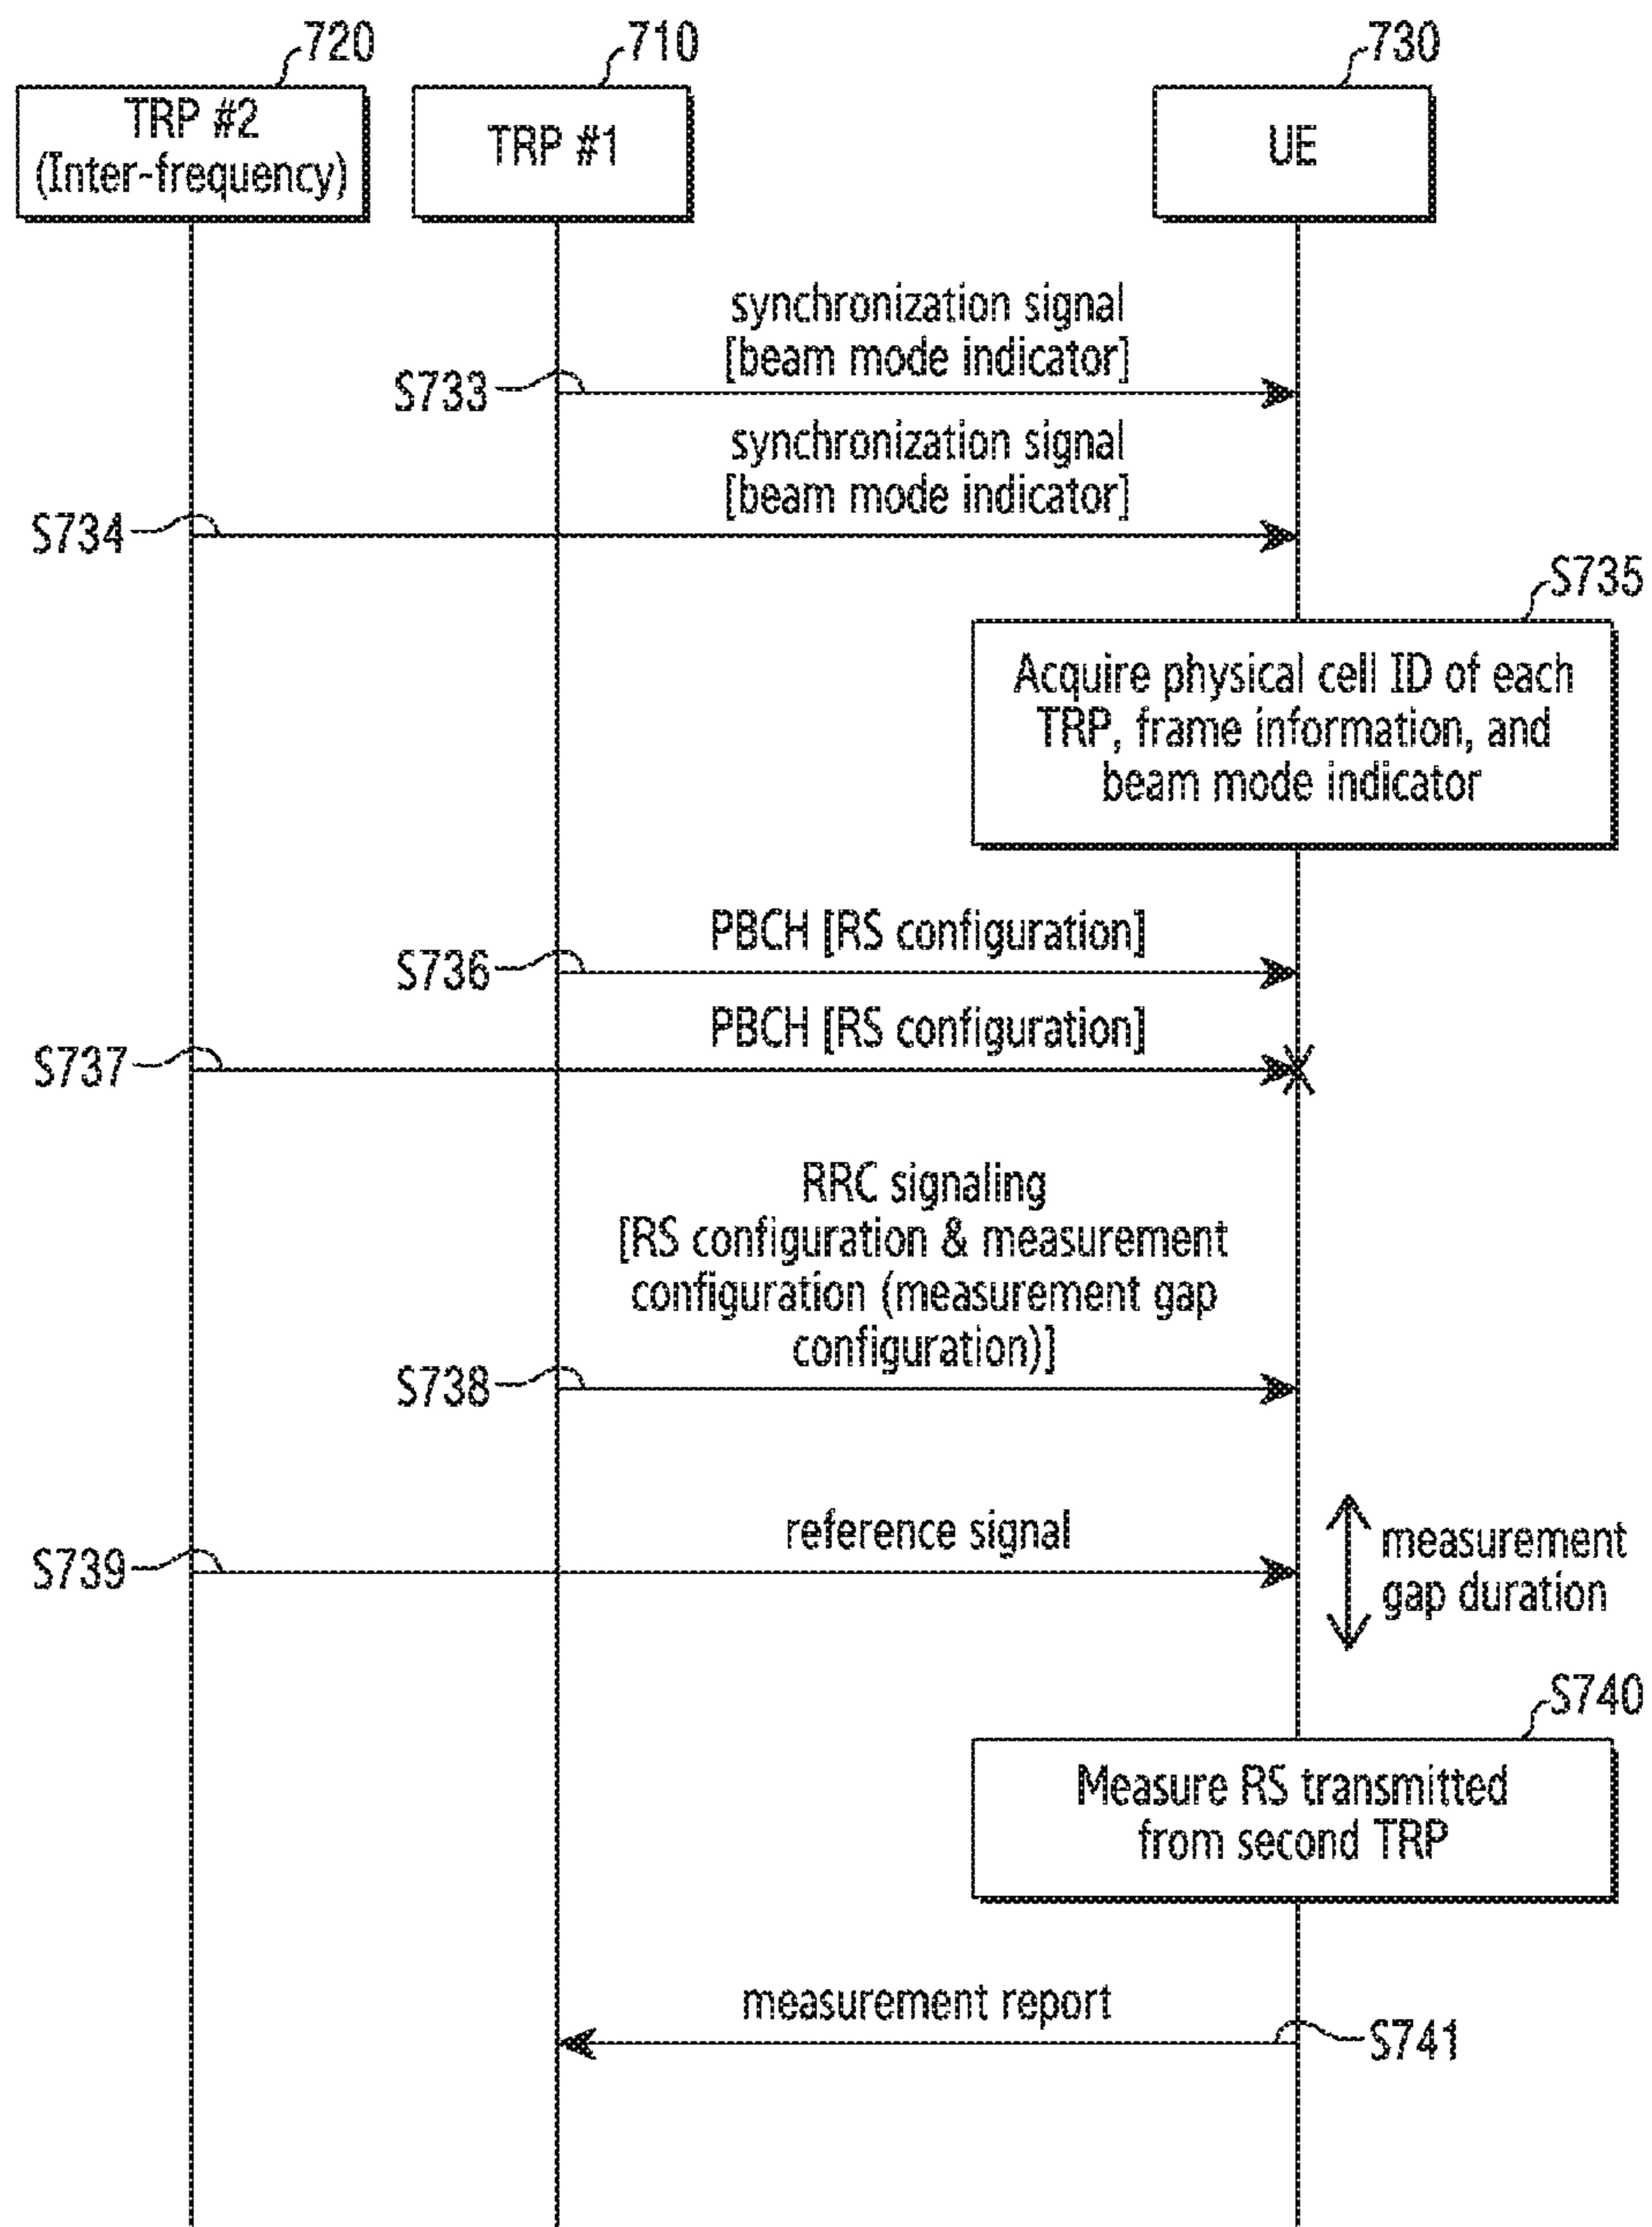 720
710
730
TRP #2
(Inter-frequency)
TRP #1
UE
synchronization signal
[beam mode indicator]
S733
synchronization signal
[beam mode indicator]
S734
S735
Acquire physical cell ID of each
TRP, frame information, and
beam mode indicator
PBCH [RS configuration]
S736
PBCH [RS configuration]
S737
RRC signaling
[RS configuration & measurement
configuration (measurement gap
configuration)]
S738
reference signal
S739
measurement
gap duration
S740
Measure RS transmitted
from second TRP
measurement report
S741